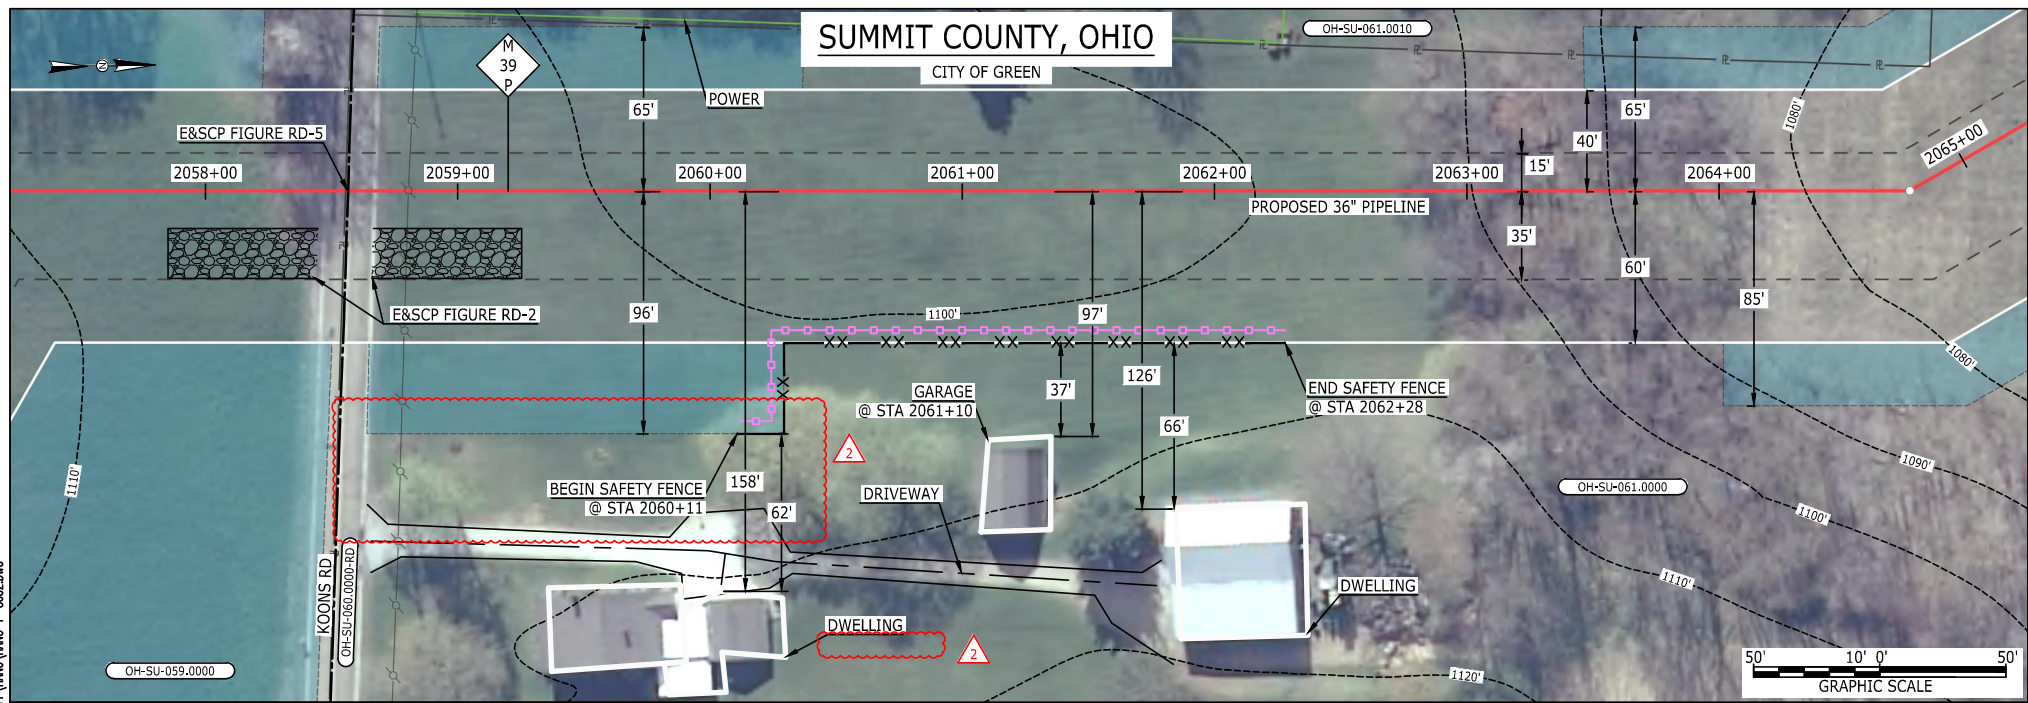 SUMMIT COUNTY, OHIO
CITY OF GREEN
OH-SU-061.0010
N
M
39
P
65'
POWER
E&SCP FIGURE RD-5
2058+00
2059+00
2060+00
2061+00
2062+00
2063+00
2064+00
2065+00
15'
40'
65'
1080'
PROPOSED 36" PIPELINE
35'
60'
85'
E&SCP FIGURE RD-2
96'
1100'
97'
126'
37'
66'
GARAGE
@ STA 2061+10
END SAFETY FENCE
@ STA 2062+28
1080'
1110'
2
BEGIN SAFETY FENCE
@ STA 2060+11
158'
62'
DRIVEWAY
OH-SU-061.0000
1090'
1100'
1110'
1120'
KOONS RD
OH-SU-060.0000-RD
DWELLING
2
DWELLING
OH-SU-059.0000
50' 10' 0' 50'
GRAPHIC SCALE